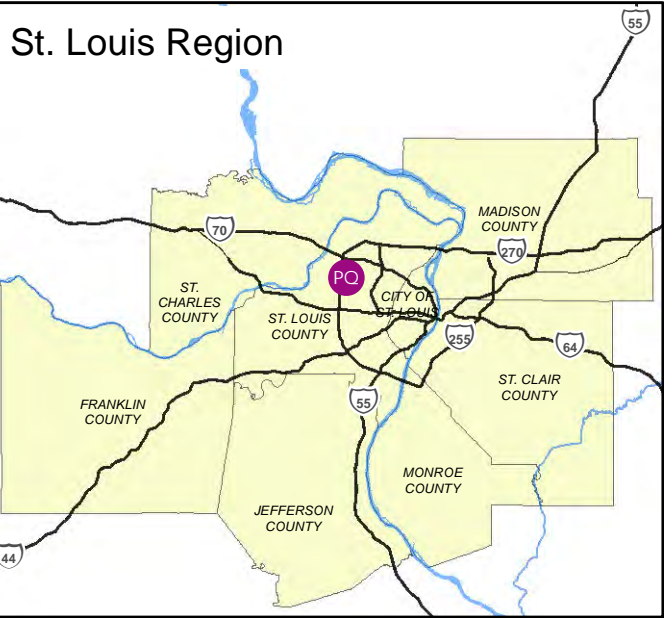 St. Louis Region
55
MADISON
COUNTY
70
270
PQ
ST.
CHARLES
COUNTY
CITY OF
ST. LOUIS
ST. LOUIS
COUNTY
255
64
ST. CLAIR
COUNTY
FRANKLIN
COUNTY
55
MONROE
COUNTY
JEFFERSON
COUNTY
44